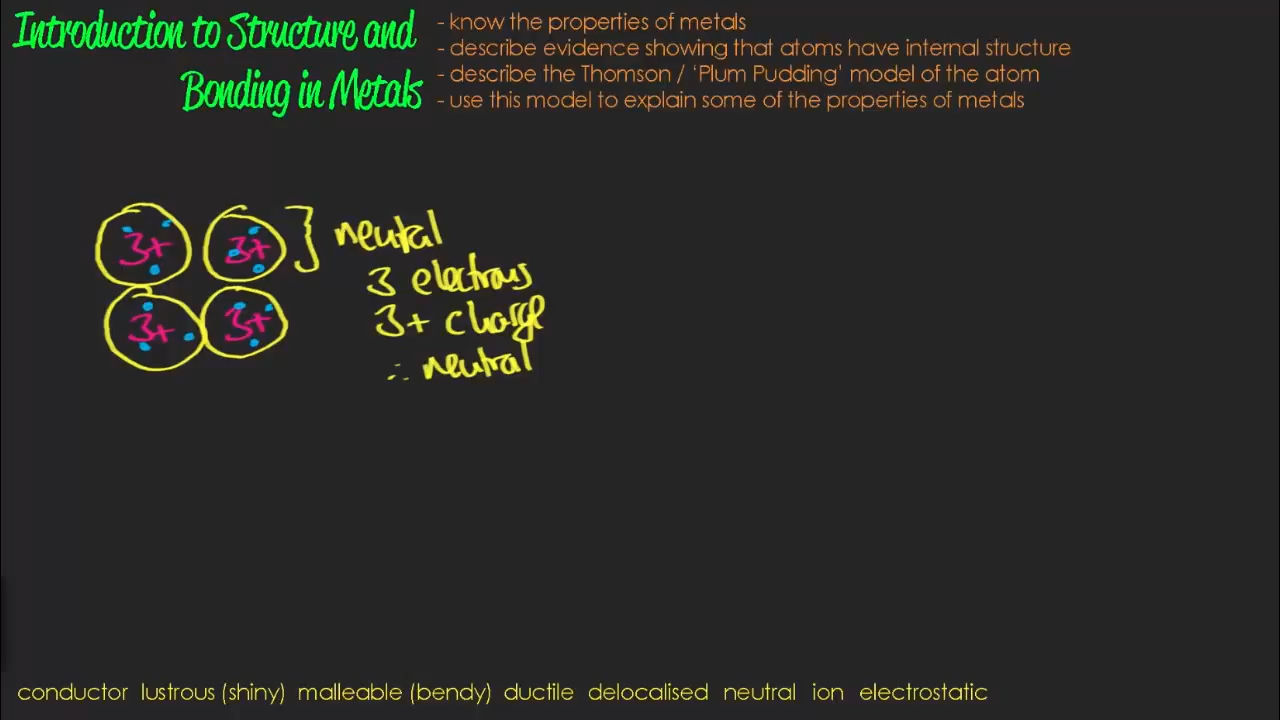 Introduction to Structure and
Bonding in Metals
- know the properties of metals
- describe evidence showing that atoms have internal structure
- describe the Thomson / ‘Plum Pudding’ model of the atom
- use this model to explain some of the properties of metals
3+ 3+ } neutal
3 electrons
3+ 3+ 3+ charge
∴ neutral
conductor lustrous (shiny) malleable (bendy) ductile delocalised neutral ion electrostatic